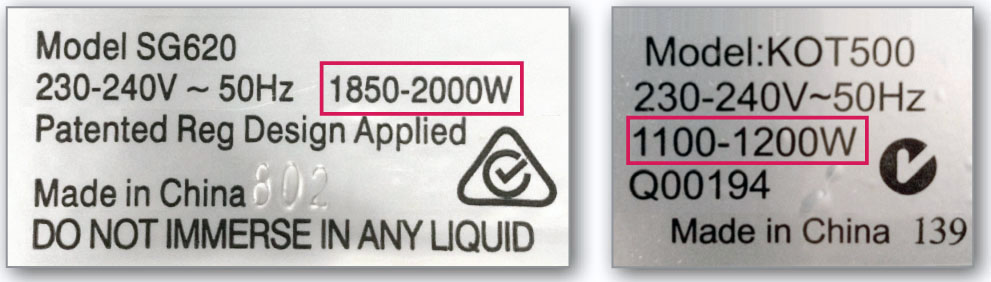 Model SG620
230-240V ~ 50Hz 1850-2000W
Patented Reg Design Applied
Made in China 802
DO NOT IMMERSE IN ANY LIQUID
Model:KOT500
230-240V~50Hz
1100-1200W
Q00194
Made in China 139